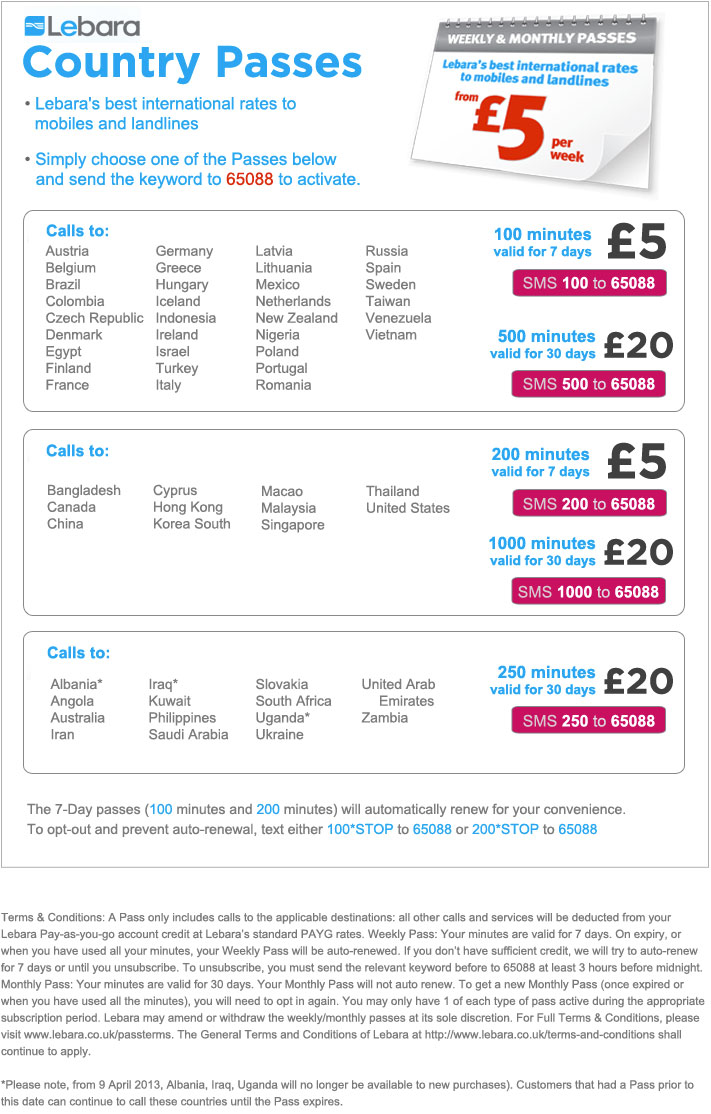 Lebara
Country Passes
• Lebara's best international rates to
mobiles and landlines
• Simply choose one of the Passes below
and send the keyword to 65088 to activate.
WEEKLY & MONTHLY PASSES
Lebara's best international rates
to mobiles and landlines
from £5 per
week
Calls to:
Austria Germany Latvia Russia
Belgium Greece Lithuania Spain
Brazil Hungary Mexico Sweden
Colombia Iceland Netherlands Taiwan
Czech Republic Indonesia New Zealand Venezuela
Denmark Ireland Nigeria Vietnam
Egypt Israel Poland
Finland Turkey Portugal
France Italy Romania
100 minutes
valid for 7 days £5
SMS 100 to 65088
500 minutes
valid for 30 days £20
SMS 500 to 65088
Calls to:
Bangladesh Cyprus Macao Thailand
Canada Hong Kong Malaysia United States
China Korea South Singapore
200 minutes
valid for 7 days £5
SMS 200 to 65088
1000 minutes
valid for 30 days £20
SMS 1000 to 65088
Calls to:
Albania* Iraq* Slovakia United Arab
Angola Kuwait South Africa Emirates
Australia Philippines Uganda* Zambia
Iran Saudi Arabia Ukraine
250 minutes
valid for 30 days £20
SMS 250 to 65088
The 7-Day passes (100 minutes and 200 minutes) will automatically renew for your convenience.
To opt-out and prevent auto-renewal, text either 100*STOP to 65088 or 200*STOP to 65088
Terms & Conditions: A Pass only includes calls to the applicable destinations: all other calls and services will be deducted from your
Lebara Pay-as-you-go account credit at Lebara's standard PAYG rates. Weekly Pass: Your minutes are valid for 7 days. On expiry, or
when you have used all your minutes, your Weekly Pass will be auto-renewed. If you don't have sufficient credit, we will try to auto-renew
for 7 days or until you unsubscribe. To unsubscribe, you must send the relevant keyword before to 65088 at least 3 hours before midnight.
Monthly Pass: Your minutes are valid for 30 days. Your Monthly Pass will not auto renew. To get a new Monthly Pass (once expired or
when you have used all the minutes), you will need to opt in again. You may only have 1 of each type of pass active during the appropriate
subscription period. Lebara may amend or withdraw the weekly/monthly passes at its sole discretion. For Full Terms & Conditions, please
visit www.lebara.co.uk/passterms. The General Terms and Conditions of Lebara at http://www.lebara.co.uk/terms-and-conditions shall
continue to apply.
*Please note, from 9 April 2013, Albania, Iraq, Uganda will no longer be available to new purchases). Customers that had a Pass prior to
this date can continue to call these countries until the Pass expires.